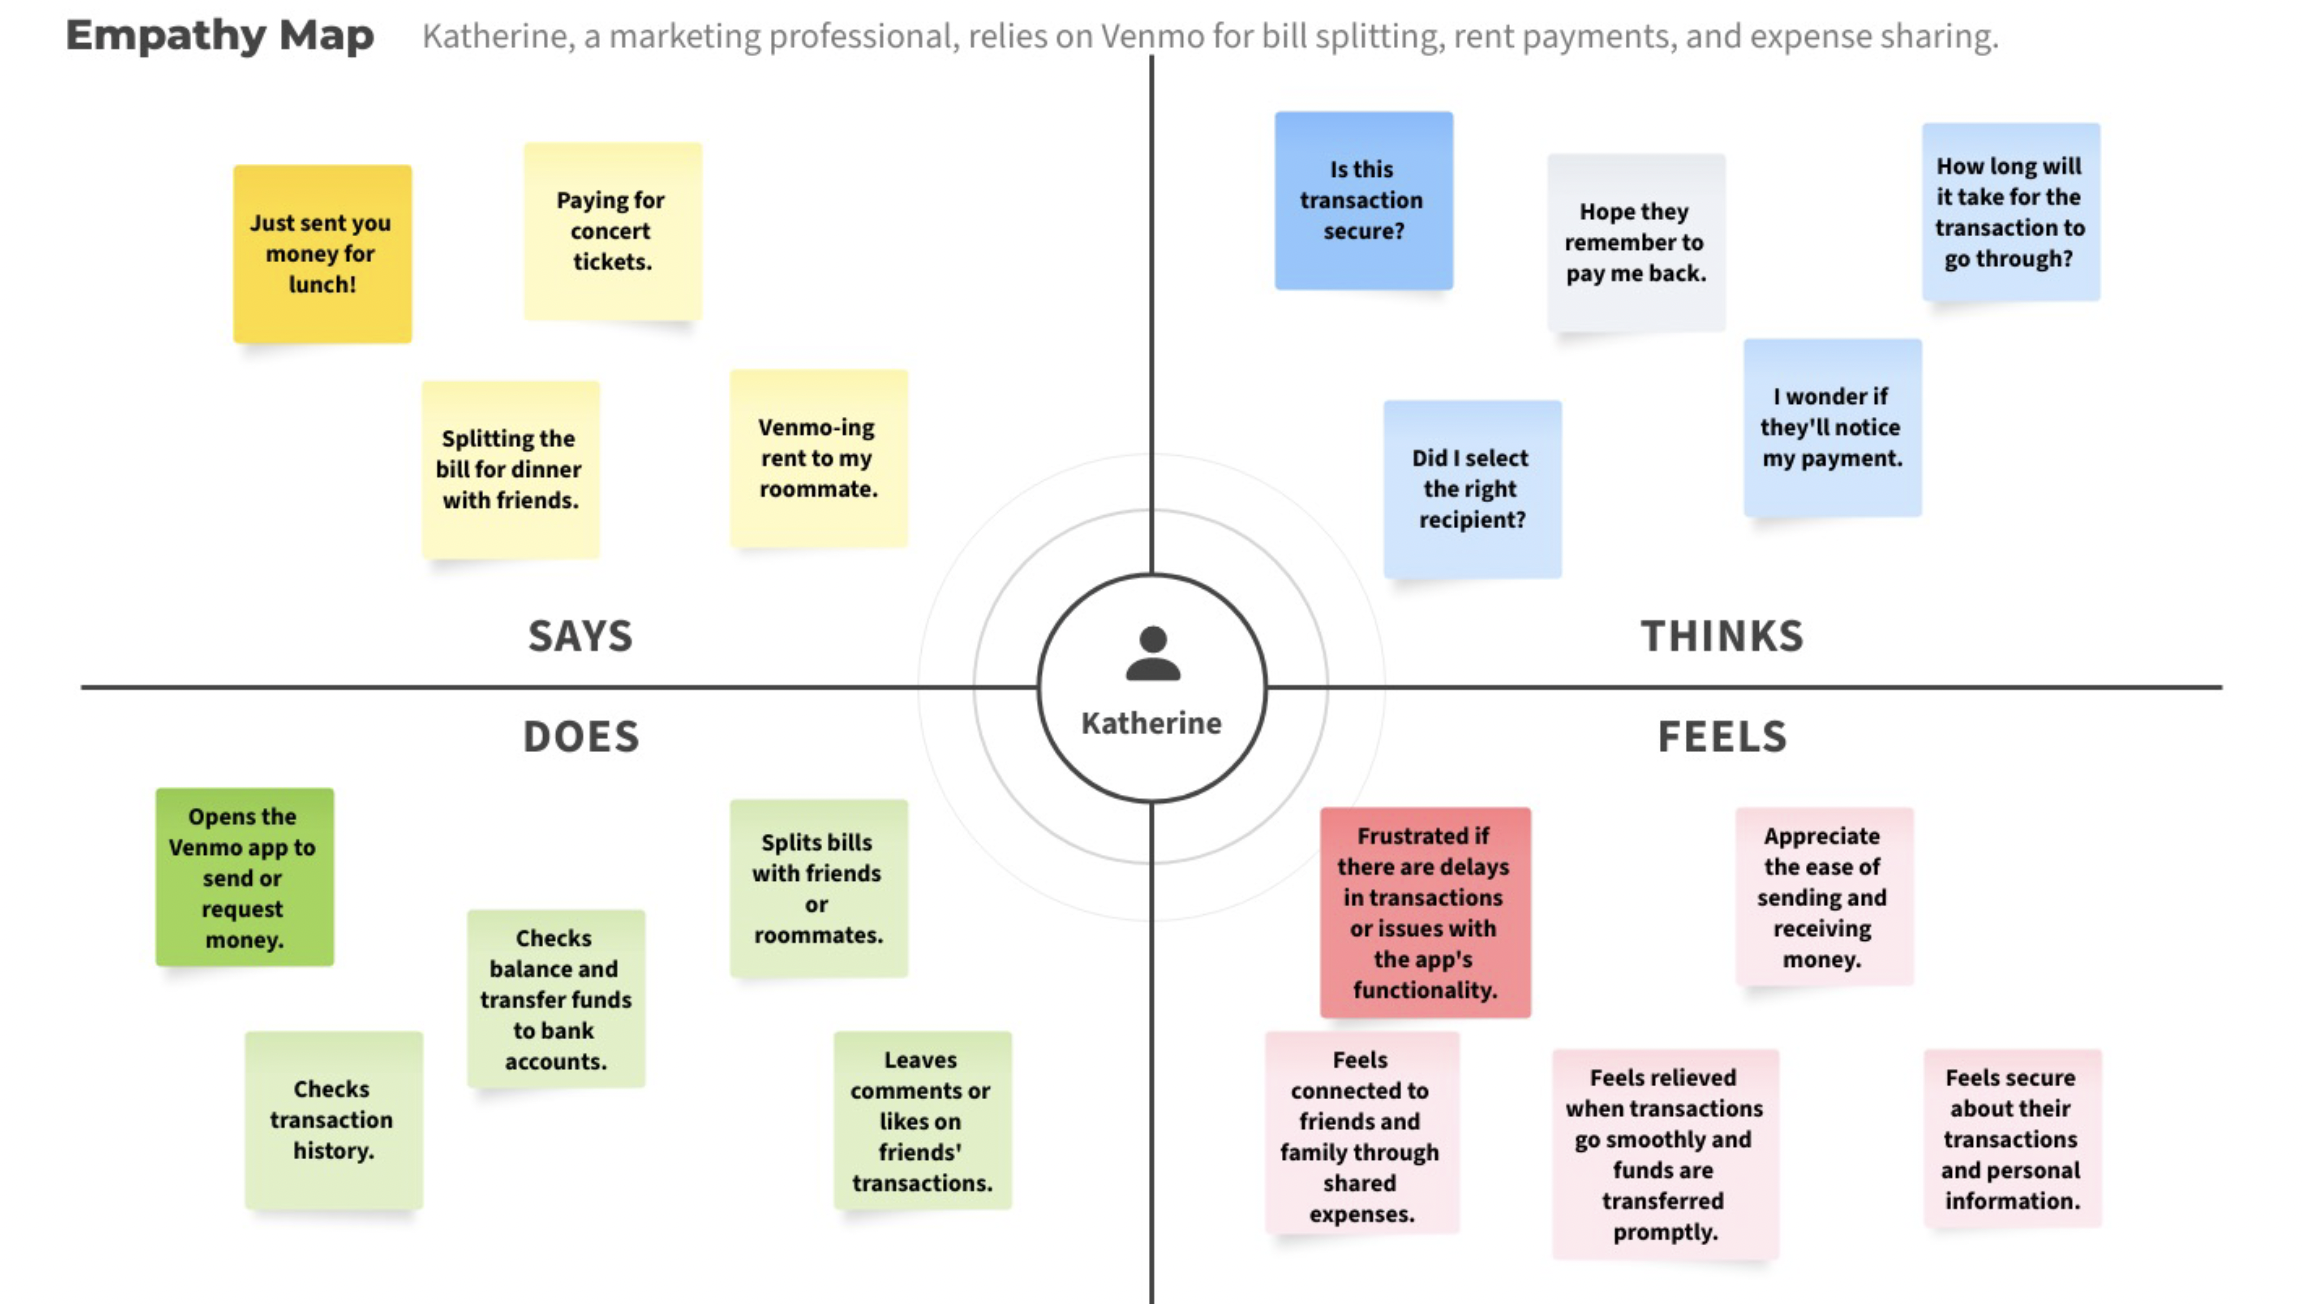 Empathy Map
Katherine, a marketing professional, relies on Venmo for bill splitting, rent payments, and expense sharing.
Just sent you
money for
lunch!
Paying for
concert
tickets.
Splitting the
bill for dinner
with friends.
Venmo-ing
rent to my
roommate.
SAYS
Is this
transaction
secure?
Hope they
remember to
pay me back.
How long will
it take for the
transaction to
go through?
Did I select
the right
recipient?
I wonder if
they'll notice
my payment.
THINKS
Katherine
DOES
Opens the
Venmo app to
send or
request
money.
Checks
balance and
transfer funds
to bank
accounts.
Splits bills
with friends
or
roommates.
Checks
transaction
history.
Leaves
comments or
likes on
friends'
transactions.
FEELS
Frustrated if
there are delays
in transactions
or issues with
the app's
functionality.
Appreciate
the ease of
sending and
receiving
money.
Feels
connected to
friends and
family through
shared
expenses.
Feels relieved
when transactions
go smoothly and
funds are
transferred
promptly.
Feels secure
about their
transactions
and personal
information.